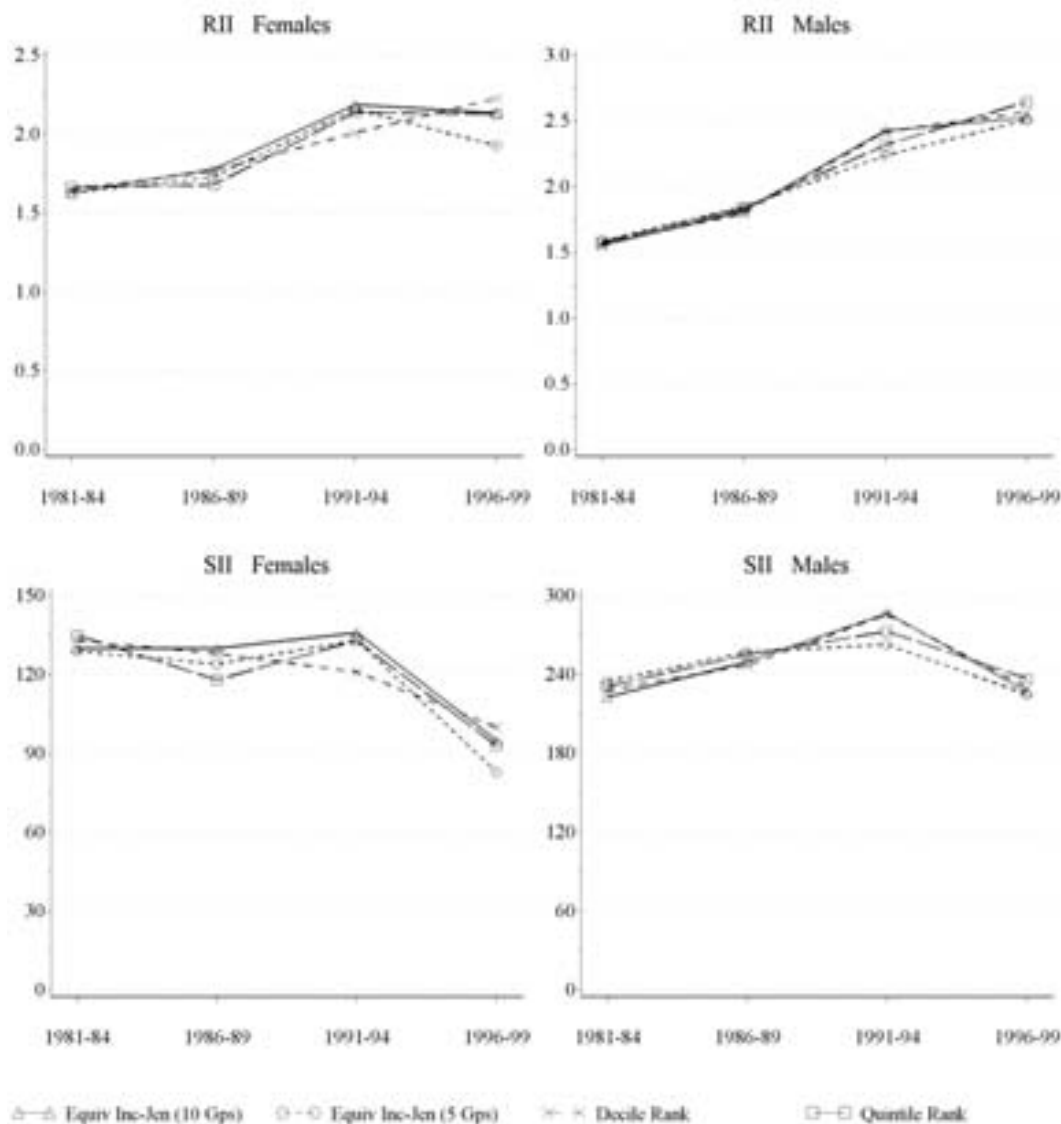 RII Females
2.5
2.0
1.5
1.0
0.5
0.0
1981-84 1986-89 1991-94 1996-99
RII Males
3.0
2.5
2.0
1.5
1.0
0.5
0.0
1981-84 1986-89 1991-94 1996-99
SII Females
150
120
90
60
30
0
1981-84 1986-89 1991-94 1996-99
SII Males
300
240
180
120
60
0
1981-84 1986-89 1991-94 1996-99
Equiv Inc-Jen (10 Gps) Equiv Inc-Jen (5 Gps) Decile Rank Quintile Rank